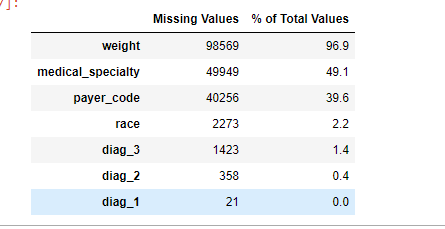 ]:
Missing Values % of Total Values
weight 98569 96.9
medical_specialty 49949 49.1
payer_code 40256 39.6
race 2273 2.2
diag_3 1423 1.4
diag_2 358 0.4
diag_1 21 0.0